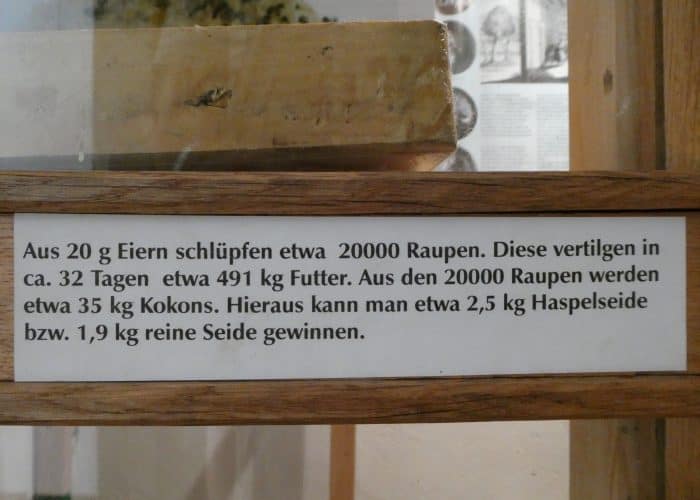 Aus 20 g Eiern schlüpfen etwa 20000 Raupen. Diese vertilgen in
ca. 32 Tagen etwa 491 kg Futter. Aus den 20000 Raupen werden
etwa 35 kg Kokons. Hieraus kann man etwa 2,5 kg Haspelseide
bzw. 1,9 kg reine Seide gewinnen.